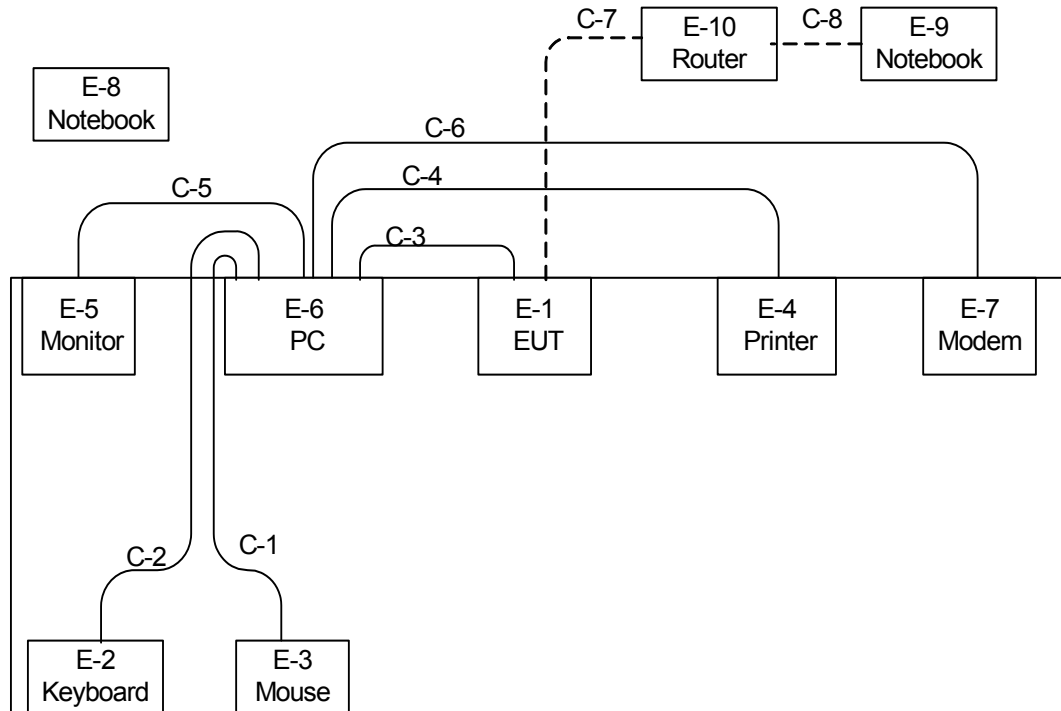 C-7
E-10
Router
C-8
E-9
Notebook
E-8
Notebook
C-6
C-4
C-5
C-3
E-5
Monitor
E-6
PC
E-1
EUT
E-4
Printer
E-7
Modem
C-2
C-1
E-2
Keyboard
E-3
Mouse